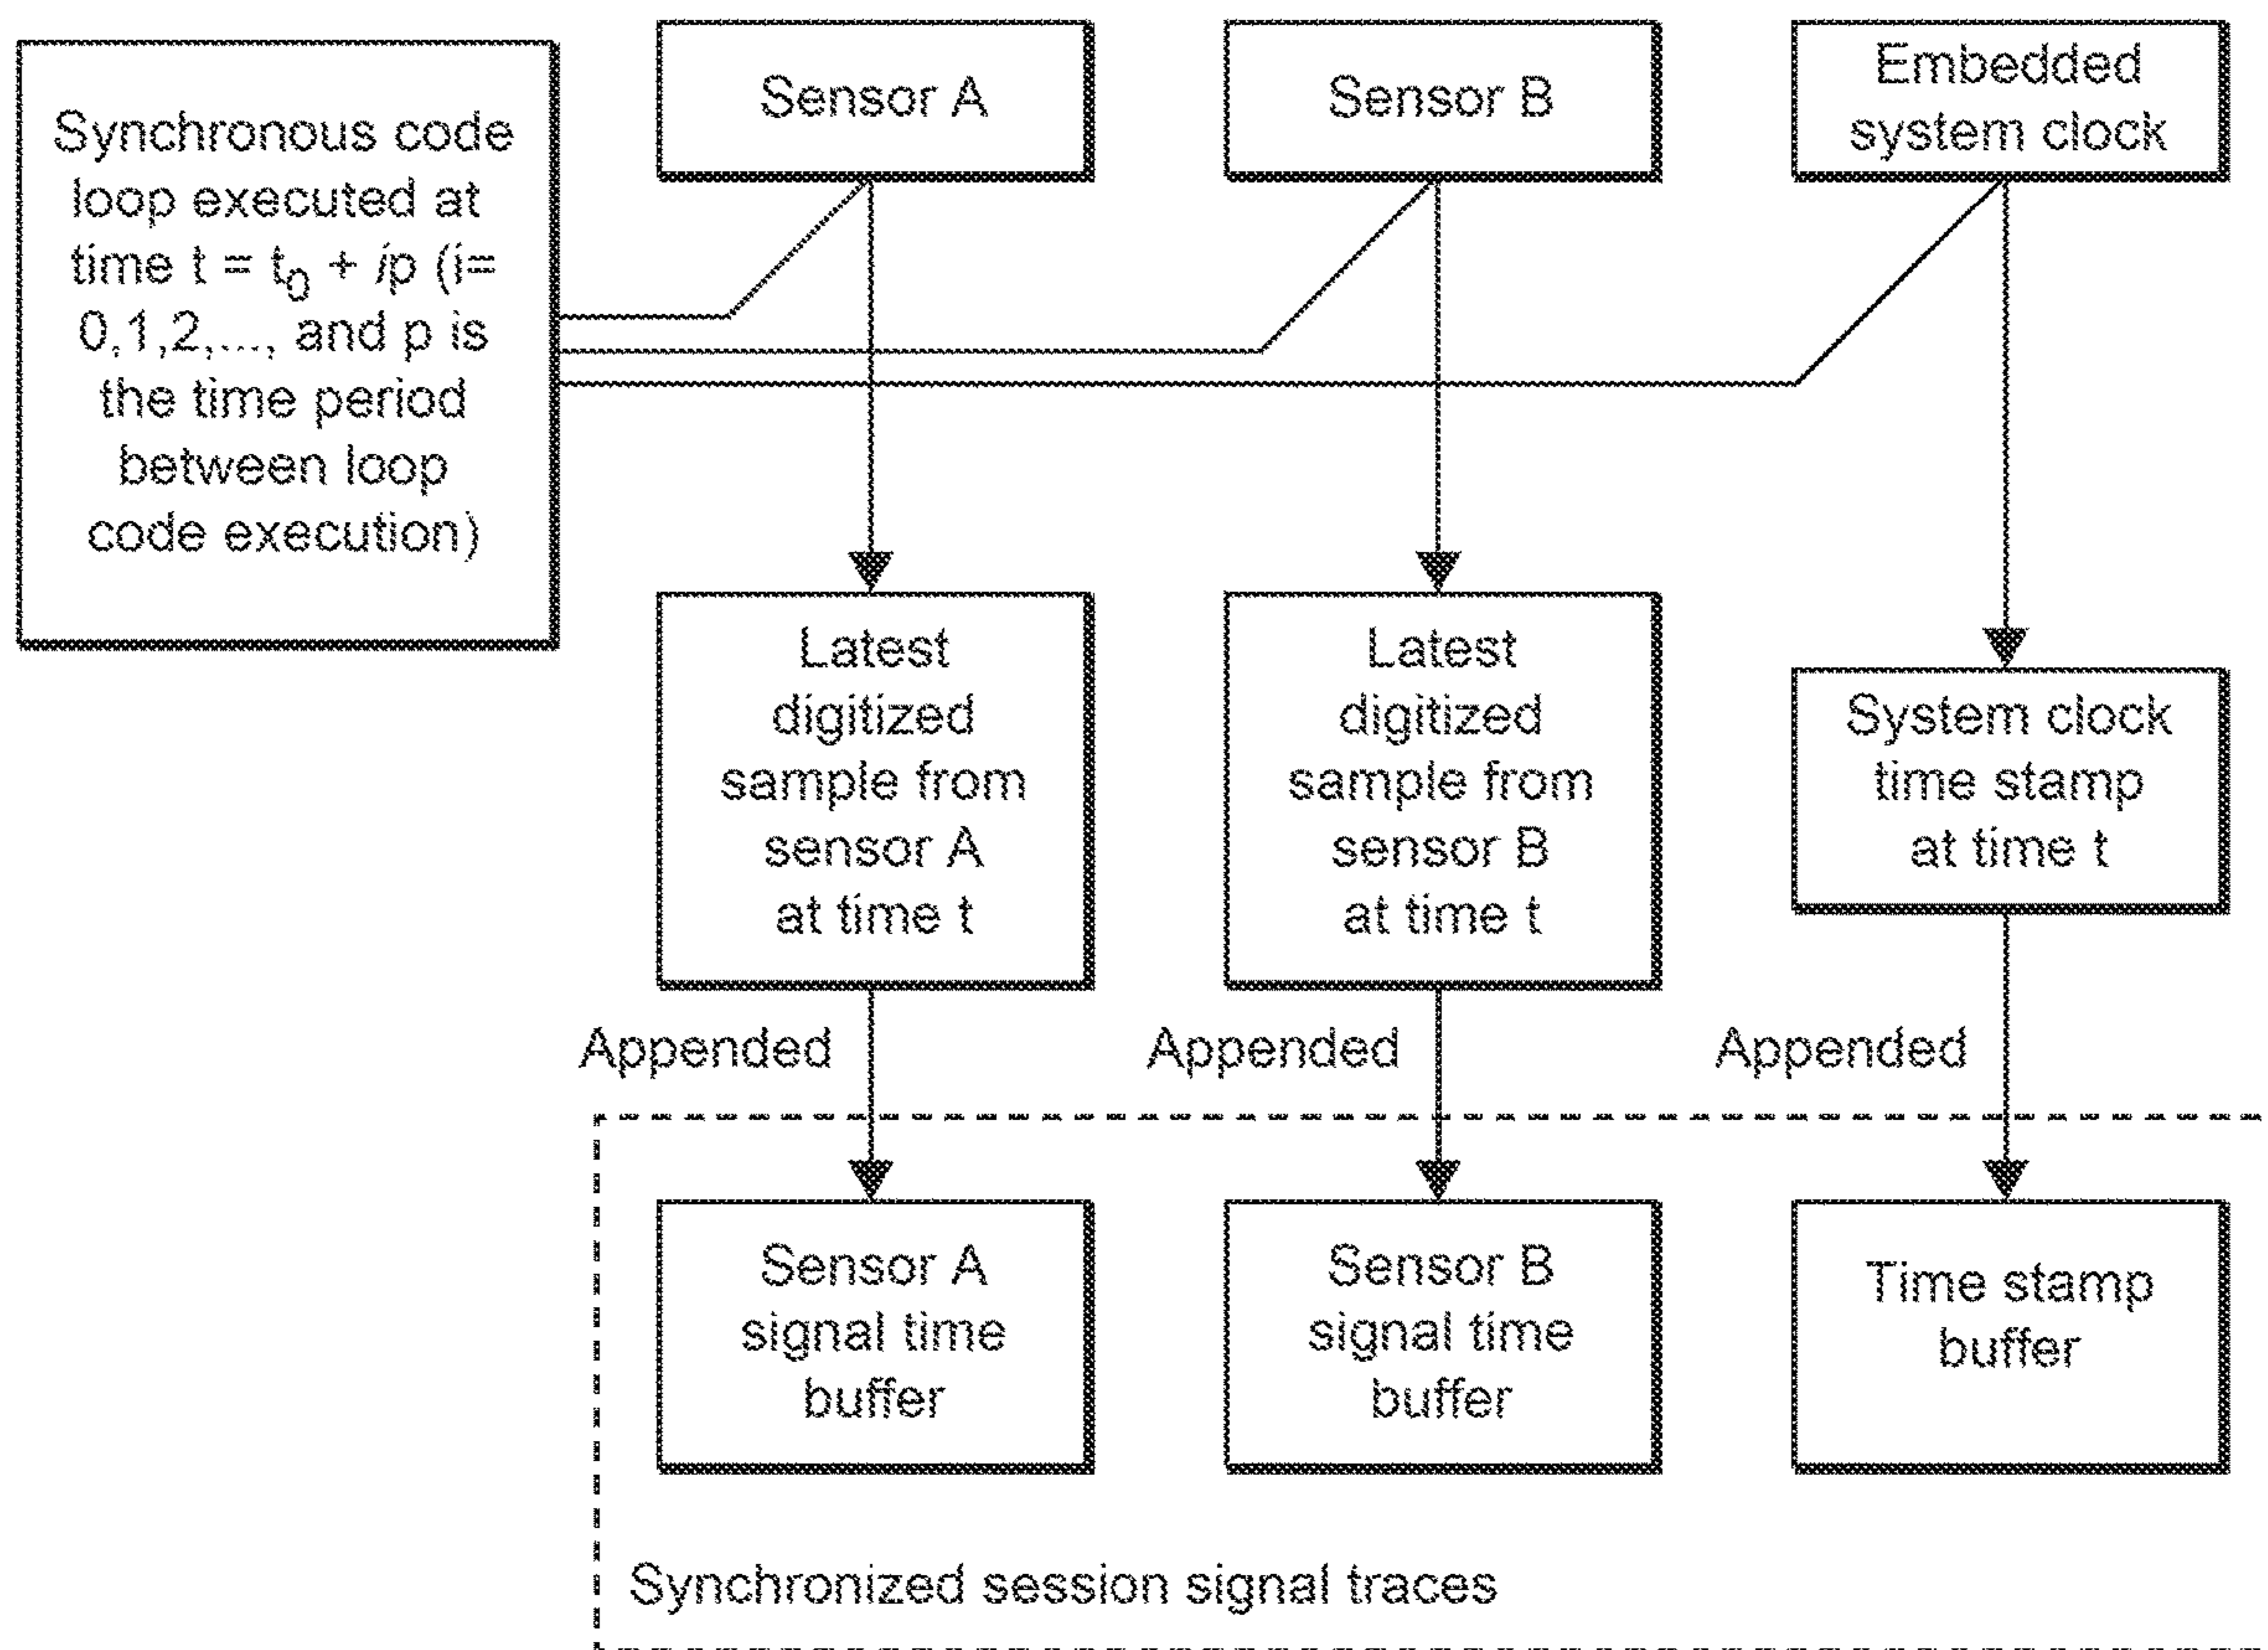 Synchronous code
loop executed at
time t = t₀ + ip (i=
0,1,2,..., and p is
the time period
between loop
code execution)
Sensor A
Sensor B
Embedded
system clock
Latest
digitized
sample from
sensor A
at time t
Latest
digitized
sample from
sensor B
at time t
System clock
time stamp
at time t
Appended
Appended
Appended
Sensor A
signal time
buffer
Sensor B
signal time
buffer
Time stamp
buffer
Synchronized session signal traces